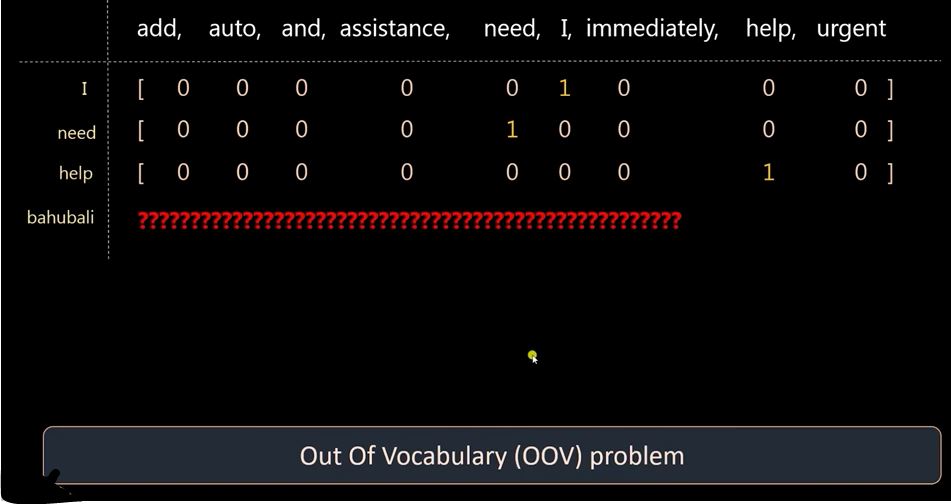 add, auto, and, assistance, need, I, immediately, help, urgent
I [ 0 0 0 0 0 1 0 0 0 ]
need [ 0 0 0 0 1 0 0 0 0 ]
help [ 0 0 0 0 0 0 0 1 0 ]
bahubali ????????????????????????????????????????????????????
Out Of Vocabulary (OOV) problem